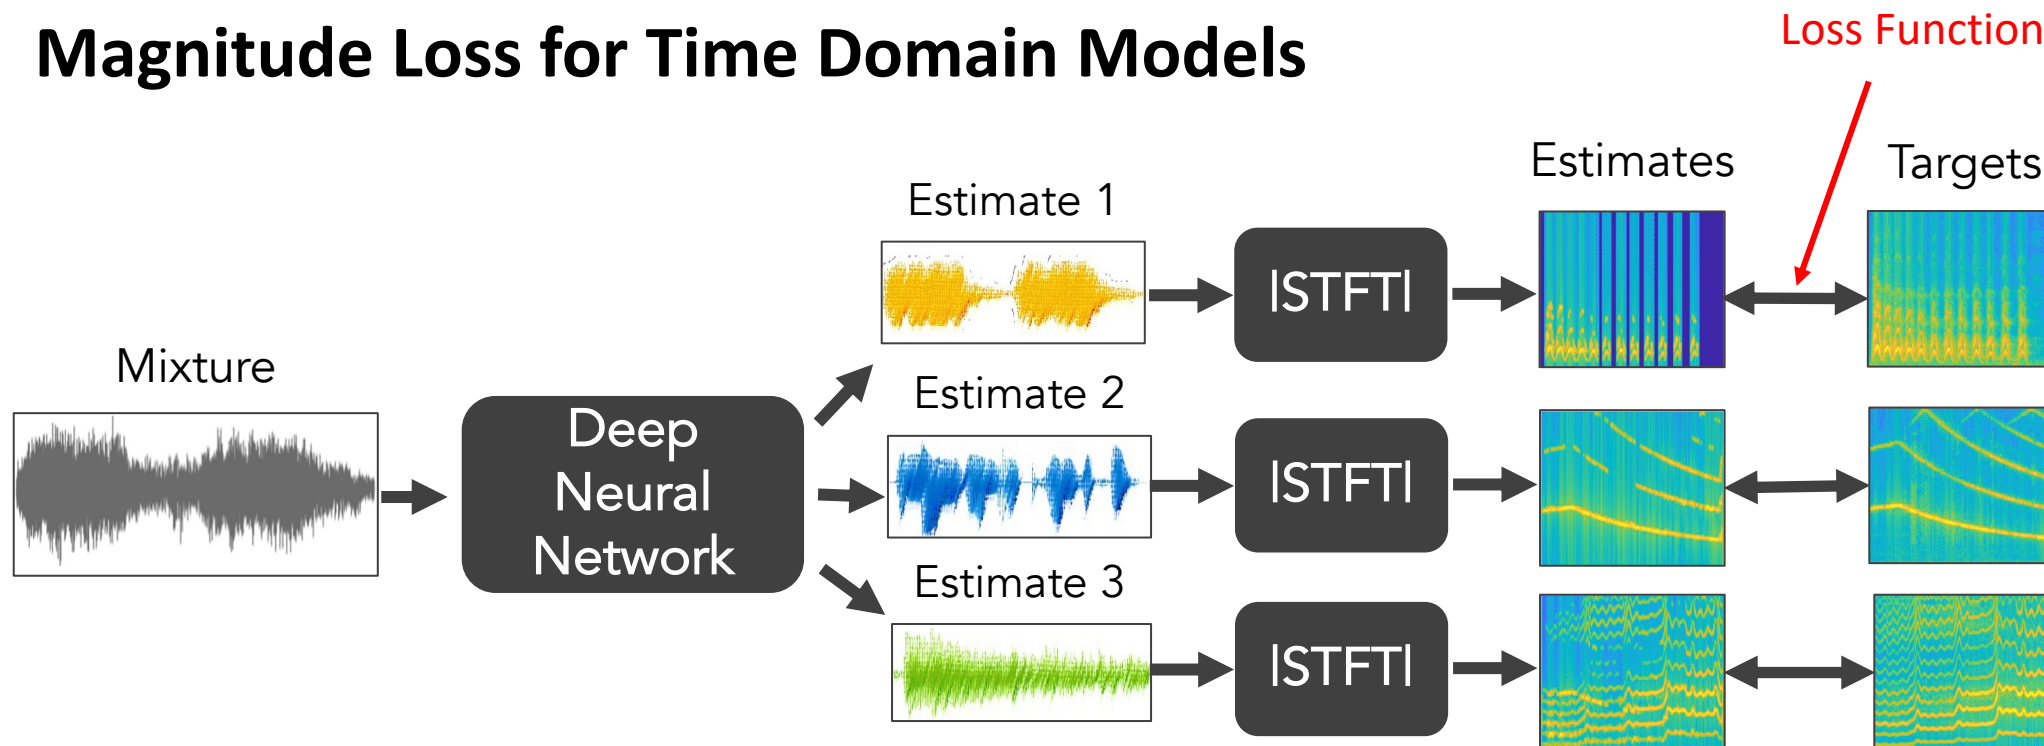 Magnitude Loss for Time Domain Models
Loss Function
Estimates
Targets
Estimate 1
|STFT|
Mixture
Deep
Neural
Network
Estimate 2
|STFT|
Estimate 3
|STFT|